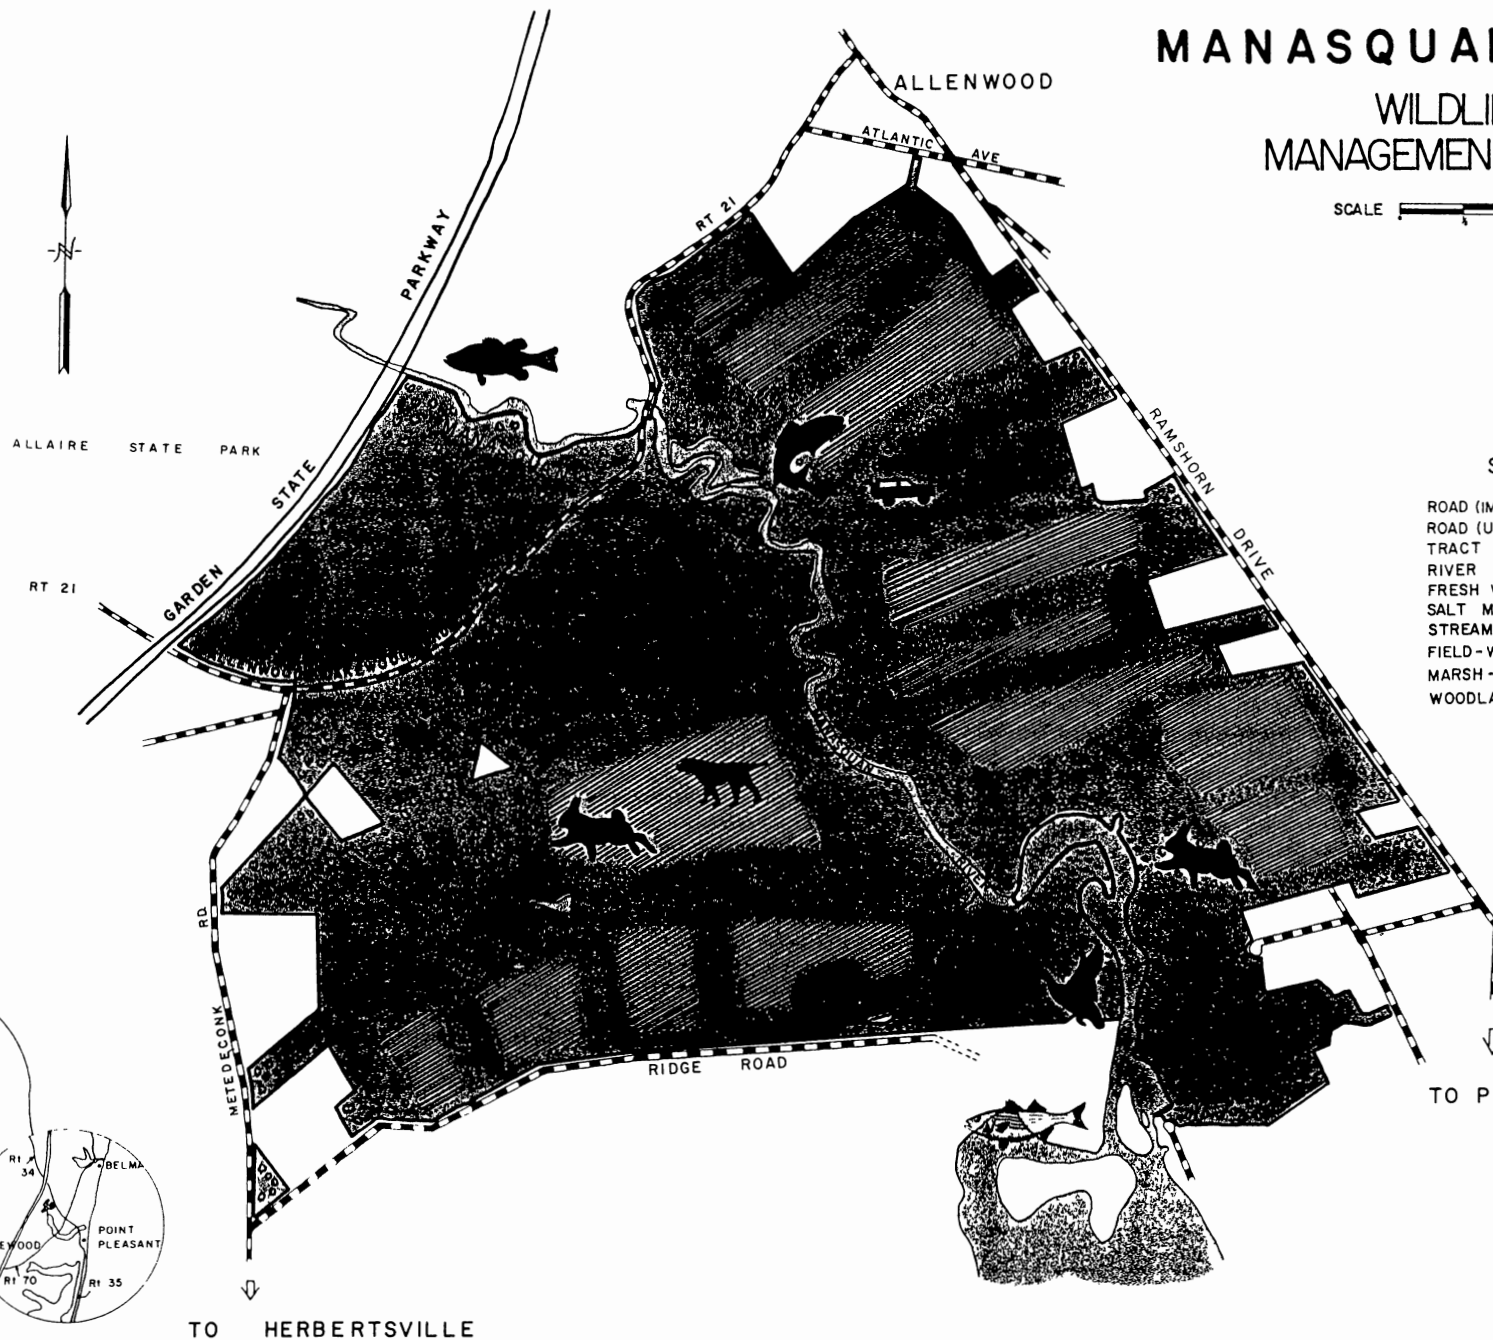 MANASQUA
WILDLI
MANAGEMEN
SCALE
ALLENWOOD
ATLANTIC AVE
RT 21
GARDEN STATE PARKWAY
ALLAIRE STATE PARK
RT 21
RAMSHORN DRIVE
ROAD (IM
ROAD (U
TRACT
RIVER
FRESH W
SALT M
STREAM
FIELD-W
MARSH-
WOODLA
RIVER
METEDECONK RD.
RIDGE ROAD
TO P
Rt 34
BELMA
POINT PLEASANT
EWOOD
Rt 70
Rt 35
TO HERBERTSVILLE
N